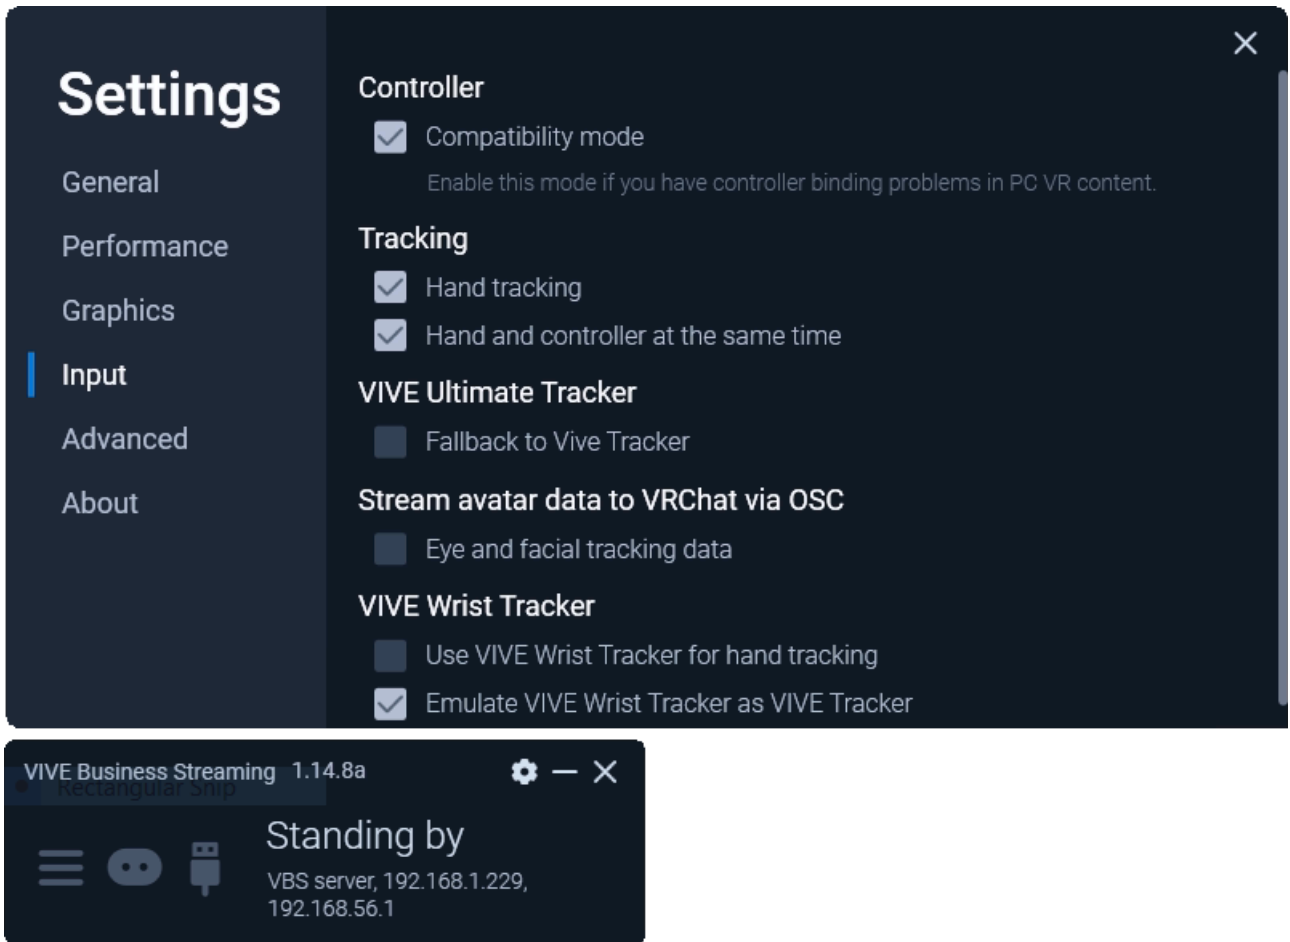 Settings
General
Performance
Graphics
Input
Advanced
About
Controller
Compatibility mode
Enable this mode if you have controller binding problems in PC VR content.
Tracking
Hand tracking
Hand and controller at the same time
VIVE Ultimate Tracker
Fallback to Vive Tracker
Stream avatar data to VRChat via OSC
Eye and facial tracking data
VIVE Wrist Tracker
Use VIVE Wrist Tracker for hand tracking
Emulate VIVE Wrist Tracker as VIVE Tracker
VIVE Business Streaming 1.14.8a
Rectangular Snip
Standing by
VBS server, 192.168.1.229,
192.168.56.1